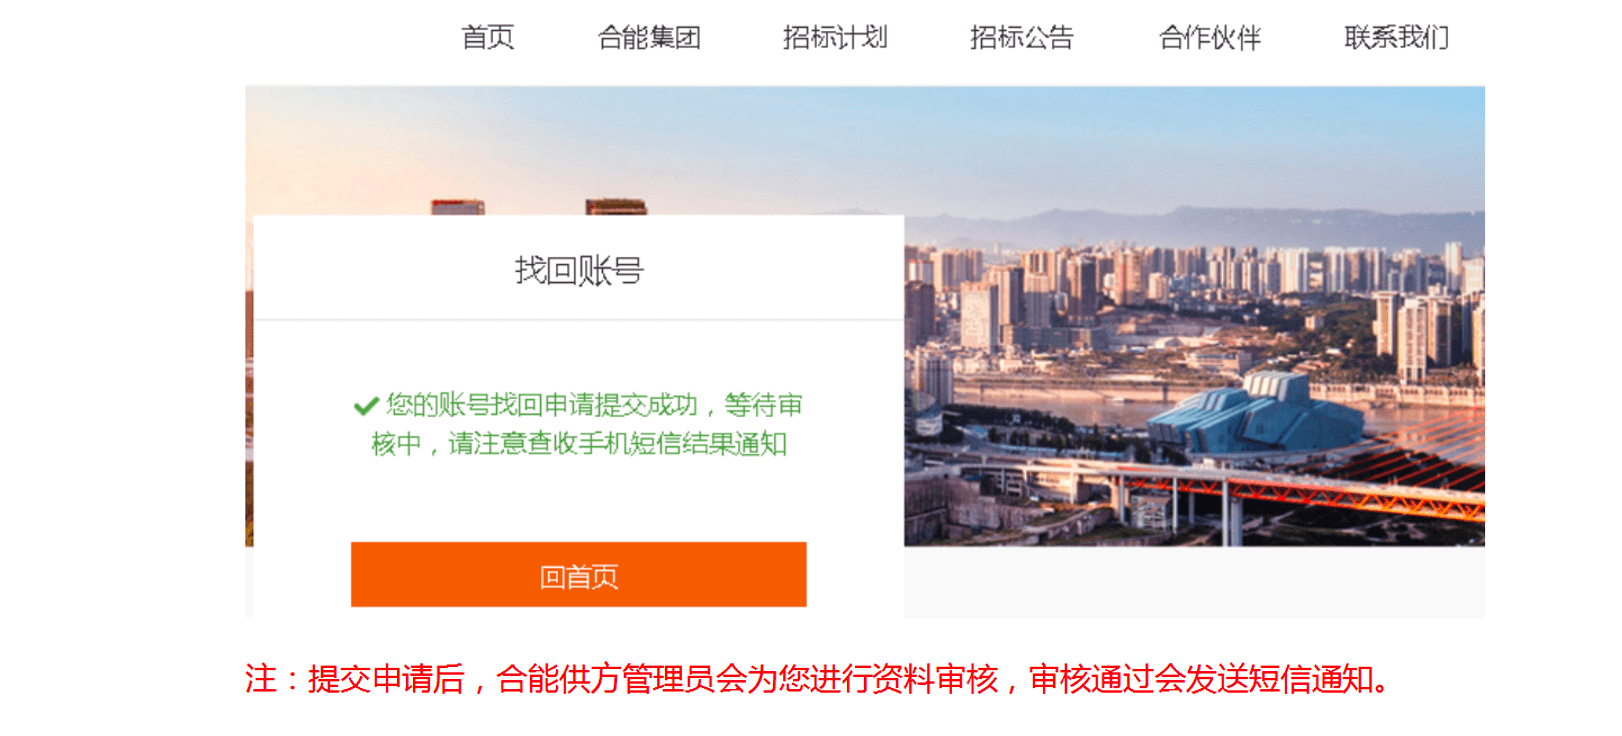 首页 合能集团 招标计划 招标公告 合作伙伴 联系我们
找回账号
您的账号找回申请提交成功，等待审
核中，请注意查收手机短信结果通知
回首页
注：提交申请后，合能供方管理员会为您进行资料审核，审核通过会发送短信通知。